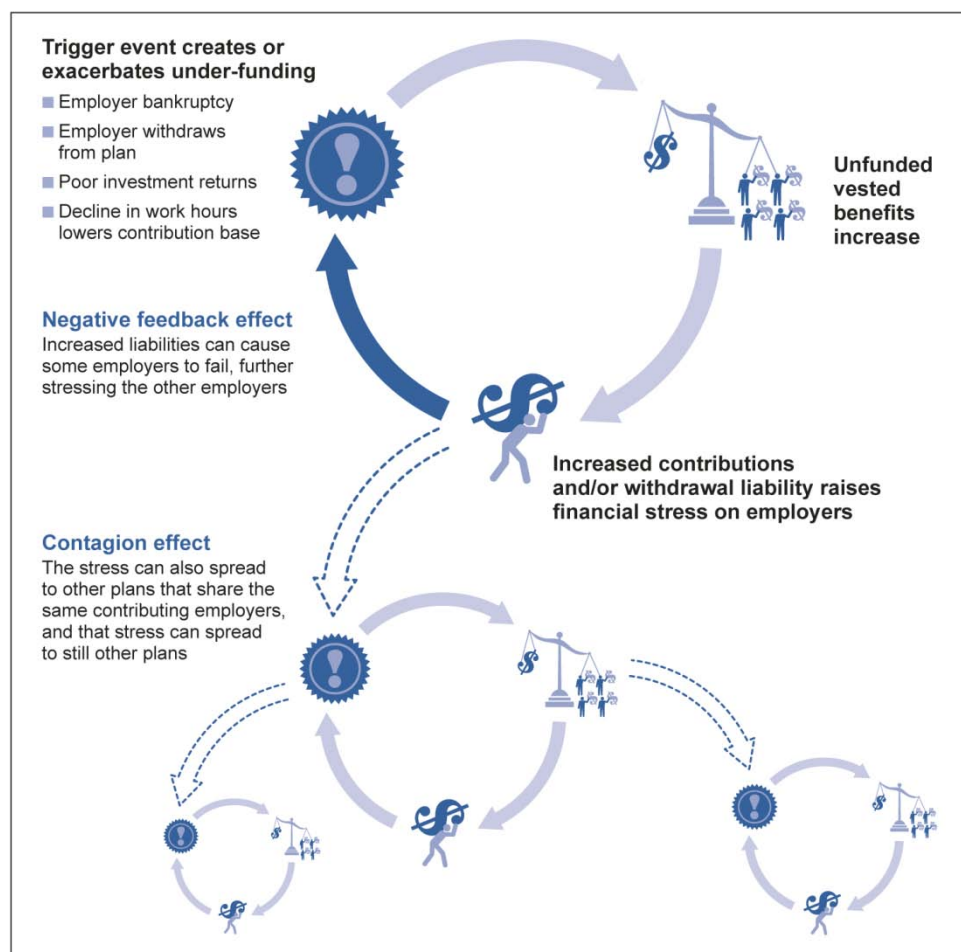 Trigger event creates or
exacerbates under-funding
Employer bankruptcy
Employer withdraws
from plan
Poor investment returns
Decline in work hours
lowers contribution base
Unfunded
vested
benefits
increase
Negative feedback effect
Increased liabilities can cause
some employers to fail, further
stressing the other employers
Increased contributions
and/or withdrawal liability raises
financial stress on employers
Contagion effect
The stress can also spread
to other plans that share the
same contributing employers,
and that stress can spread
to still other plans